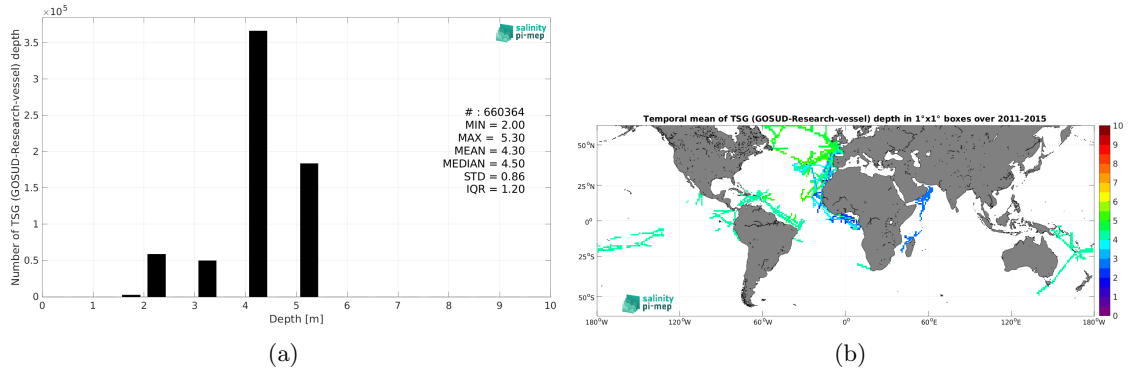 ×10⁵
salinity
pi-mep
3.5
3
2.5
2
1.5
1
0.5
0
Number of TSG (GOSUD-Research-vessel) depth
# : 660364
MIN = 2.00
MAX = 5.30
MEAN = 4.30
MEDIAN = 4.50
STD = 0.86
IQR = 1.20
0 1 2 3 4 5 6 7 8 9 10
Depth [m]
(a)
Temporal mean of TSG (GOSUD-Research-vessel) depth in 1°x1° boxes over 2011-2015
50°N
25°N
0°
25°S
50°S
180°W 120°W 60°W 0° 60°E 120°E 180°W
salinity
pi-mep
10
9
8
7
6
5
4
3
2
1
0
(b)